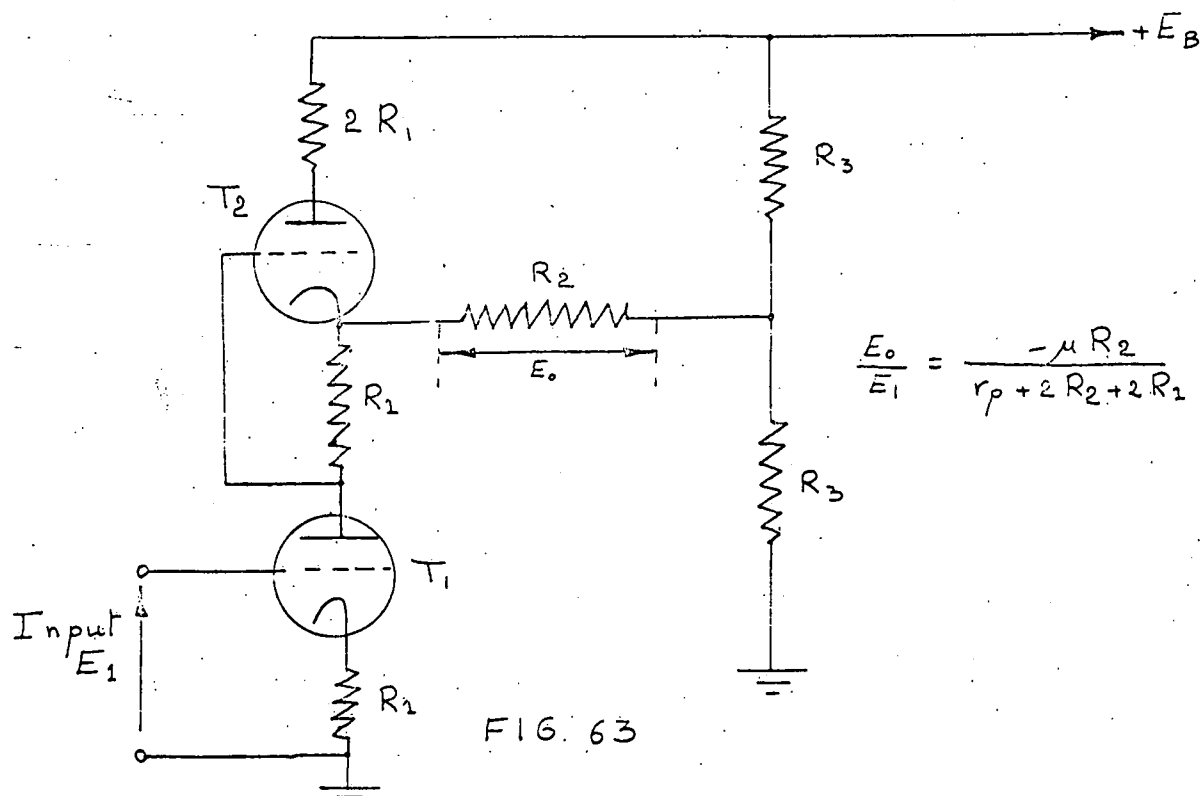 + E_B
2 R_1
R_3
T_2
R_2
E_o
E_o / E_1 = -μ R_2 / r_p + 2 R_2 + 2 R_1
R_1
R_3
T_1
Input
E_1
R_1
FIG. 63